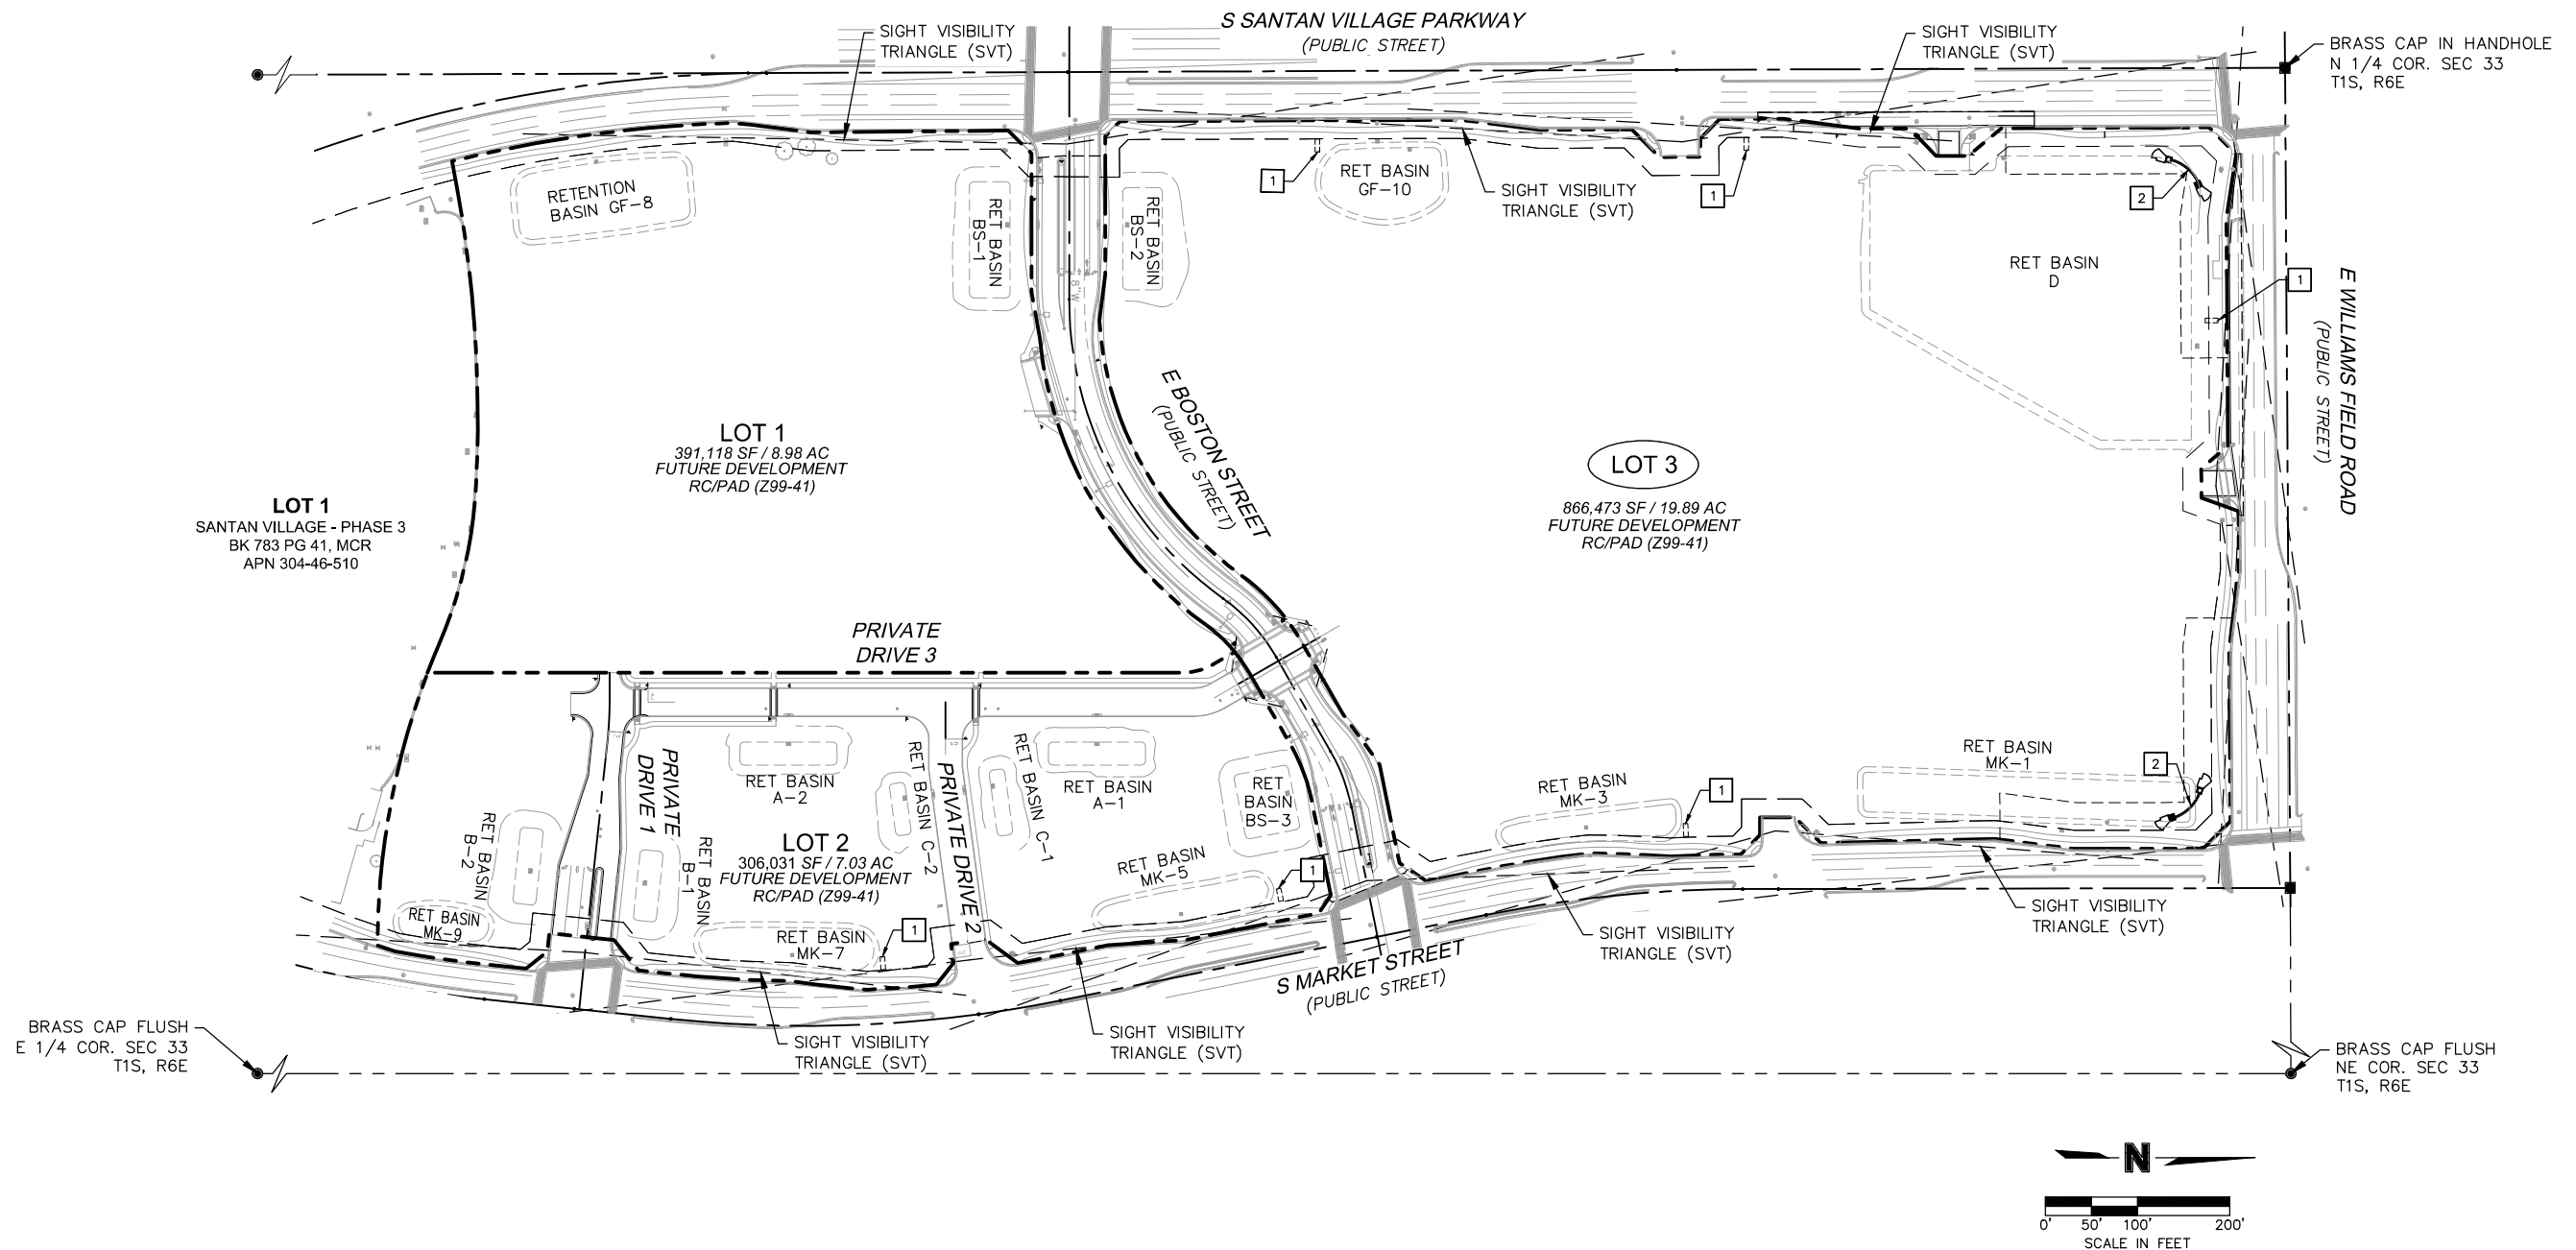 S SANTAN VILLAGE PARKWAY
(PUBLIC STREET)
SIGHT VISIBILITY
TRIANGLE (SVT)
SIGHT VISIBILITY
TRIANGLE (SVT)
BRASS CAP IN HANDHOLE
N 1/4 COR. SEC 33
T1S, R6E
RETENTION
BASIN GF-8
RET BASIN
BS-1
RET BASIN
BS-2
8"W
1
RET BASIN
GF-10
SIGHT VISIBILITY
TRIANGLE (SVT)
1
2
RET BASIN
D
1
E WILLIAMS FIELD ROAD
(PUBLIC STREET)
E BOSTON STREET
(PUBLIC STREET)
LOT 1
391,118 SF / 8.98 AC
FUTURE DEVELOPMENT
RC/PAD (Z99-41)
LOT 3
866,473 SF / 19.89 AC
FUTURE DEVELOPMENT
RC/PAD (Z99-41)
LOT 1
SANTAN VILLAGE - PHASE 3
BK 783 PG 41, MCR
APN 304-46-510
PRIVATE
DRIVE 3
PRIVATE
DRIVE 1
RET BASIN
A-2
RET BASIN C-2
PRIVATE DRIVE 2
RET BASIN C-1
RET BASIN
A-1
RET
BASIN
BS-3
RET BASIN
MK-3
1
RET BASIN
MK-1
2
RET BASIN
B-2
RET BASIN
B-1
LOT 2
306,031 SF / 7.03 AC
FUTURE DEVELOPMENT
RC/PAD (Z99-41)
RET BASIN
MK-5
1
RET BASIN
MK-9
RET BASIN
MK-7
1
S MARKET STREET
(PUBLIC STREET)
SIGHT VISIBILITY
TRIANGLE (SVT)
SIGHT VISIBILITY
TRIANGLE (SVT)
BRASS CAP FLUSH
E 1/4 COR. SEC 33
T1S, R6E
SIGHT VISIBILITY
TRIANGLE (SVT)
SIGHT VISIBILITY
TRIANGLE (SVT)
BRASS CAP FLUSH
NE COR. SEC 33
T1S, R6E
N
0' 50' 100' 200'
SCALE IN FEET